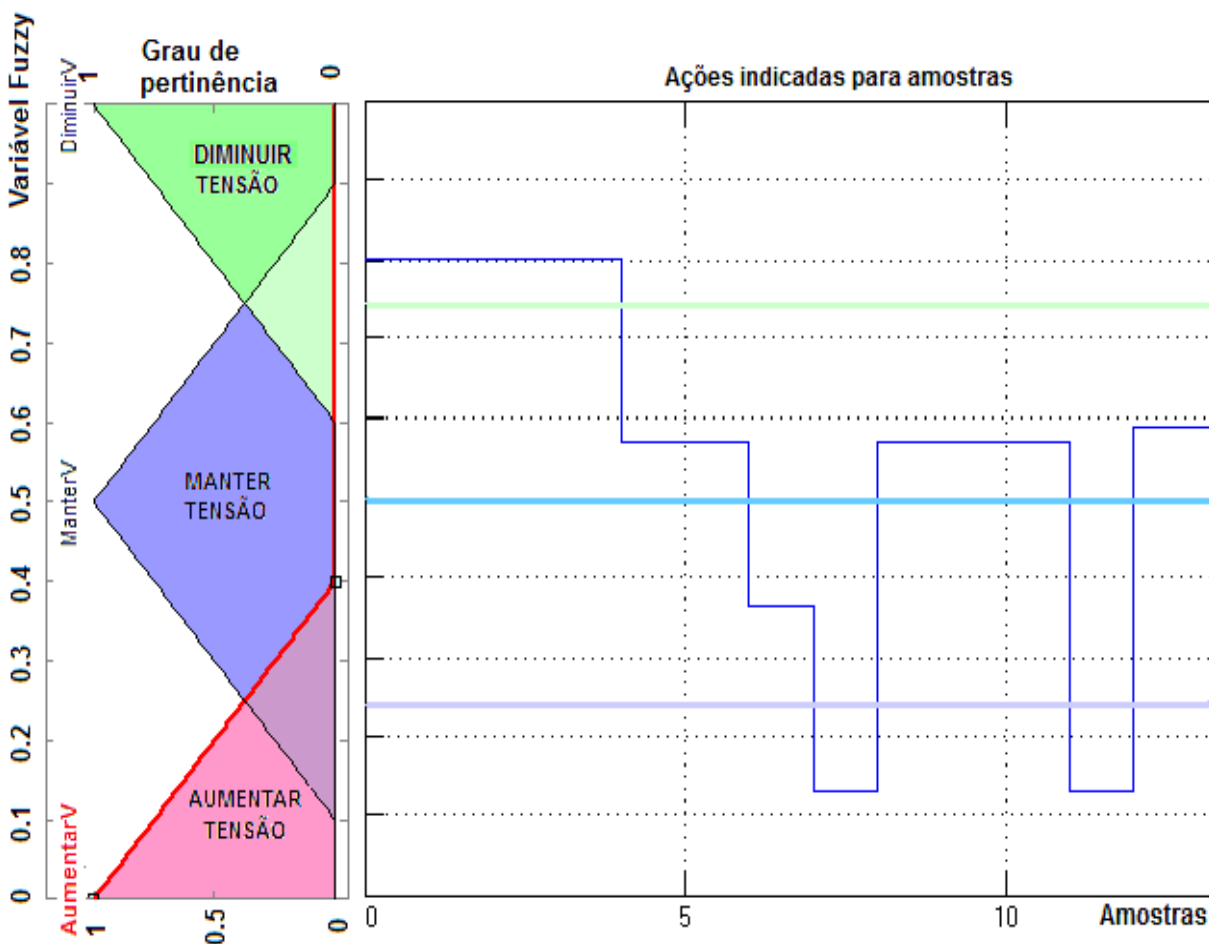 Variável Fuzzy
Grau de
pertinência
Ações indicadas para amostras
1
0
DiminuirV
ManterV
AumentarV
0.8
0.7
0.6
0.5
0.4
0.3
0.2
0.1
0
DIMINUIR
TENSÃO
MANTER
TENSÃO
AUMENTAR
TENSÃO
1
0.5
0
0
5
10
Amostras